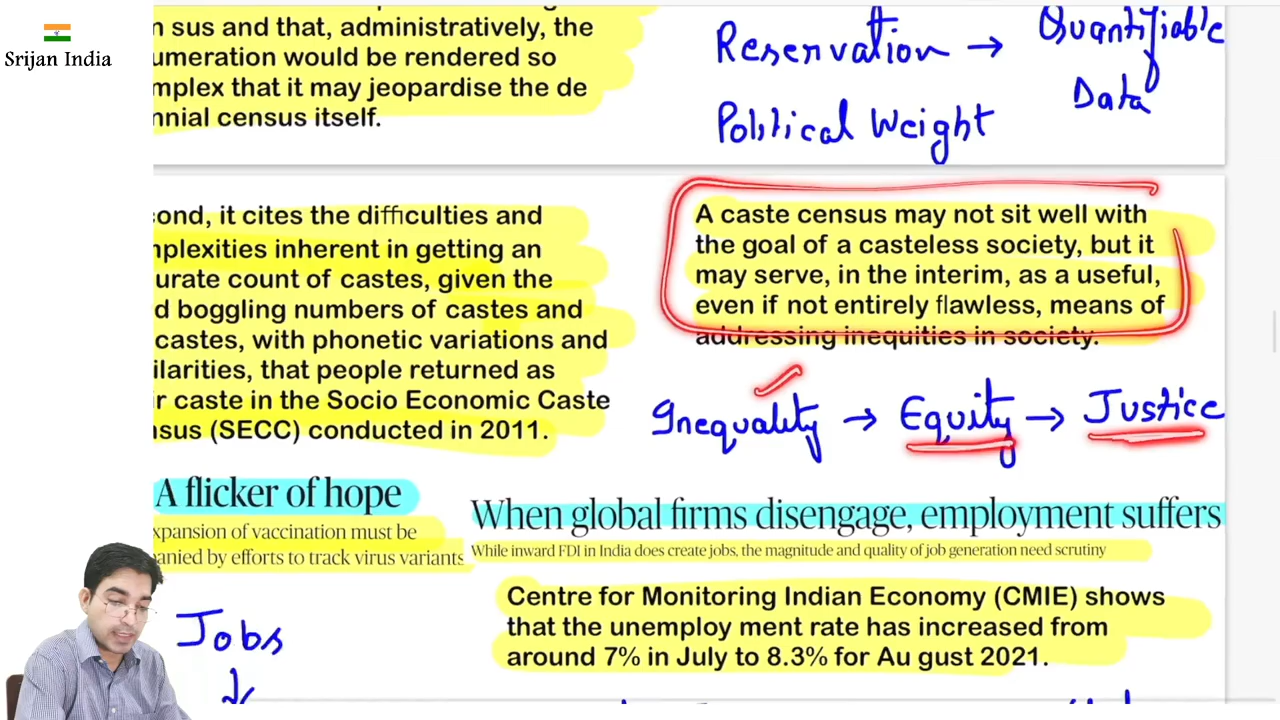 Srijan India
n sus and that, administratively, the
umeration would be rendered so
mplex that it may jeopardise the de
nnial census itself.
Reservation → Quantifiable
Data
Political Weight
ond, it cites the difficulties and
mplexities inherent in getting an
urate count of castes, given the
d boggling numbers of castes and
castes, with phonetic variations and
ilarities, that people returned as
ir caste in the Socio Economic Caste
nsus (SECC) conducted in 2011.
A caste census may not sit well with
the goal of a casteless society, but it
may serve, in the interim, as a useful,
even if not entirely flawless, means of
addressing inequities in society.
Inequality → Equity → Justice
A flicker of hope
xpansion of vaccination must be
anied by efforts to track virus variants
When global firms disengage, employment suffers
While inward FDI in India does create jobs, the magnitude and quality of job generation need scrutiny
Centre for Monitoring Indian Economy (CMIE) shows
that the unemploy ment rate has increased from
around 7% in July to 8.3% for Au gust 2021.
Jobs